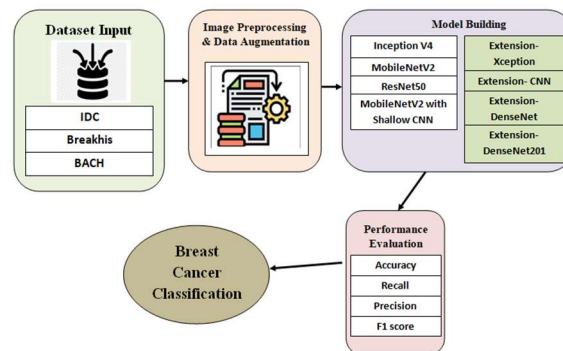 Dataset Input
IDC
Breakhis
BACH
Image Preprocessing
& Data Augmentation
Model Building
Inception V4
MobileNetV2
ResNet50
MobileNetV2 with
Shallow CNN
Extension-
Xception
Extension- CNN
Extension-
DenseNet
Extension-
DenseNet201
Performance
Evaluation
Accuracy
Recall
Precision
F1 score
Breast
Cancer
Classification